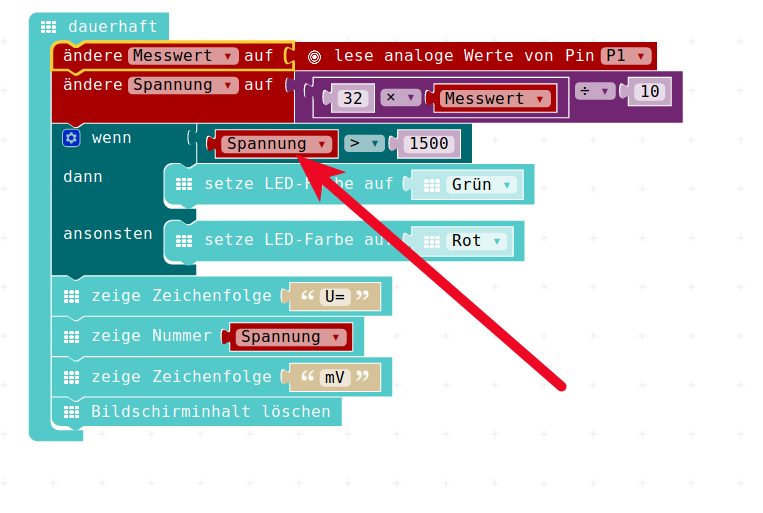 dauerhaft
ändere Messwert auf lese analoge Werte von Pin P1
ändere Spannung auf 32 × Messwert ÷ 10
wenn Spannung > 1500
dann setze LED-Farbe auf Grün
ansonsten setze LED-Farbe auf Rot
zeige Zeichenfolge “ U= ”
zeige Nummer Spannung
zeige Zeichenfolge “ mV ”
Bildschirminhalt löschen